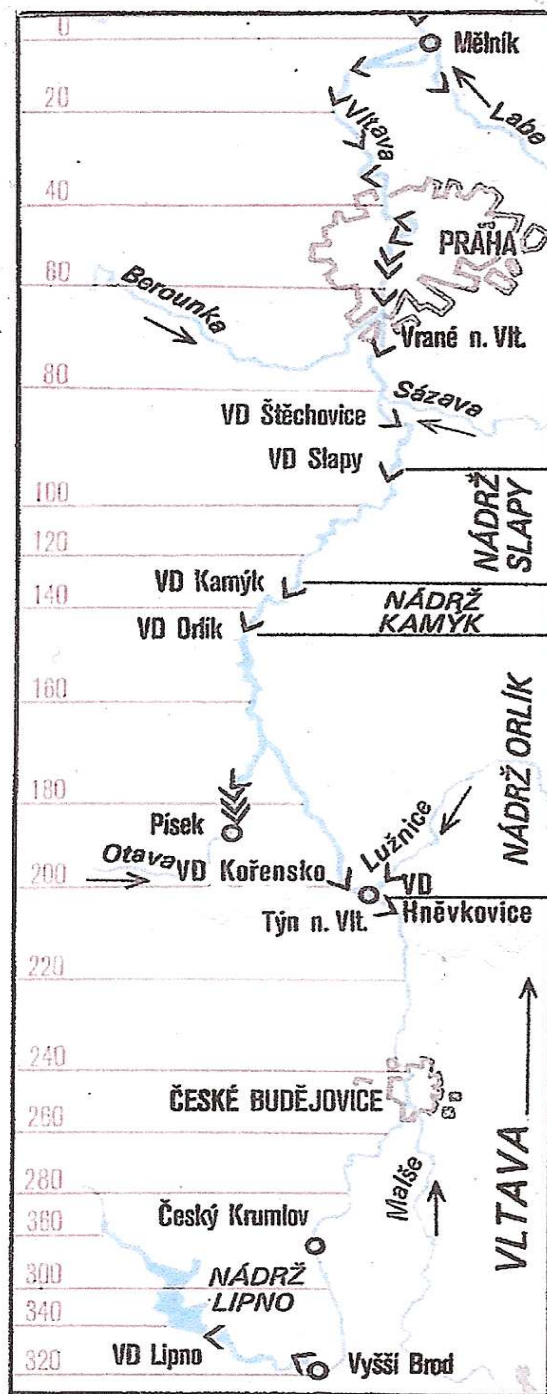 0
Mělník
20
Vltava
Labe
40
PRAHA
60
Berounka
Vrané n. Vlt.
80
Sázava
VD Štěchovice
VD Slapy
100
NÁDRŽ
SLAPY
120
VD Kamýk
140
NÁDRŽ
KAMÝK
VD Orlík
160
NÁDRŽ ORLÍK
180
Písek
Lužnice
Otava
VD Kořensko
VD
200
Týn n. Vlt.
Hněvkovice
220
240
ČESKÉ BUDĚJOVICE
260
VLTAVA
Malše
280
Český Krumlov
360
NÁDRŽ
LIPNO
300
340
VD Lipno
Vyšší Brod
320